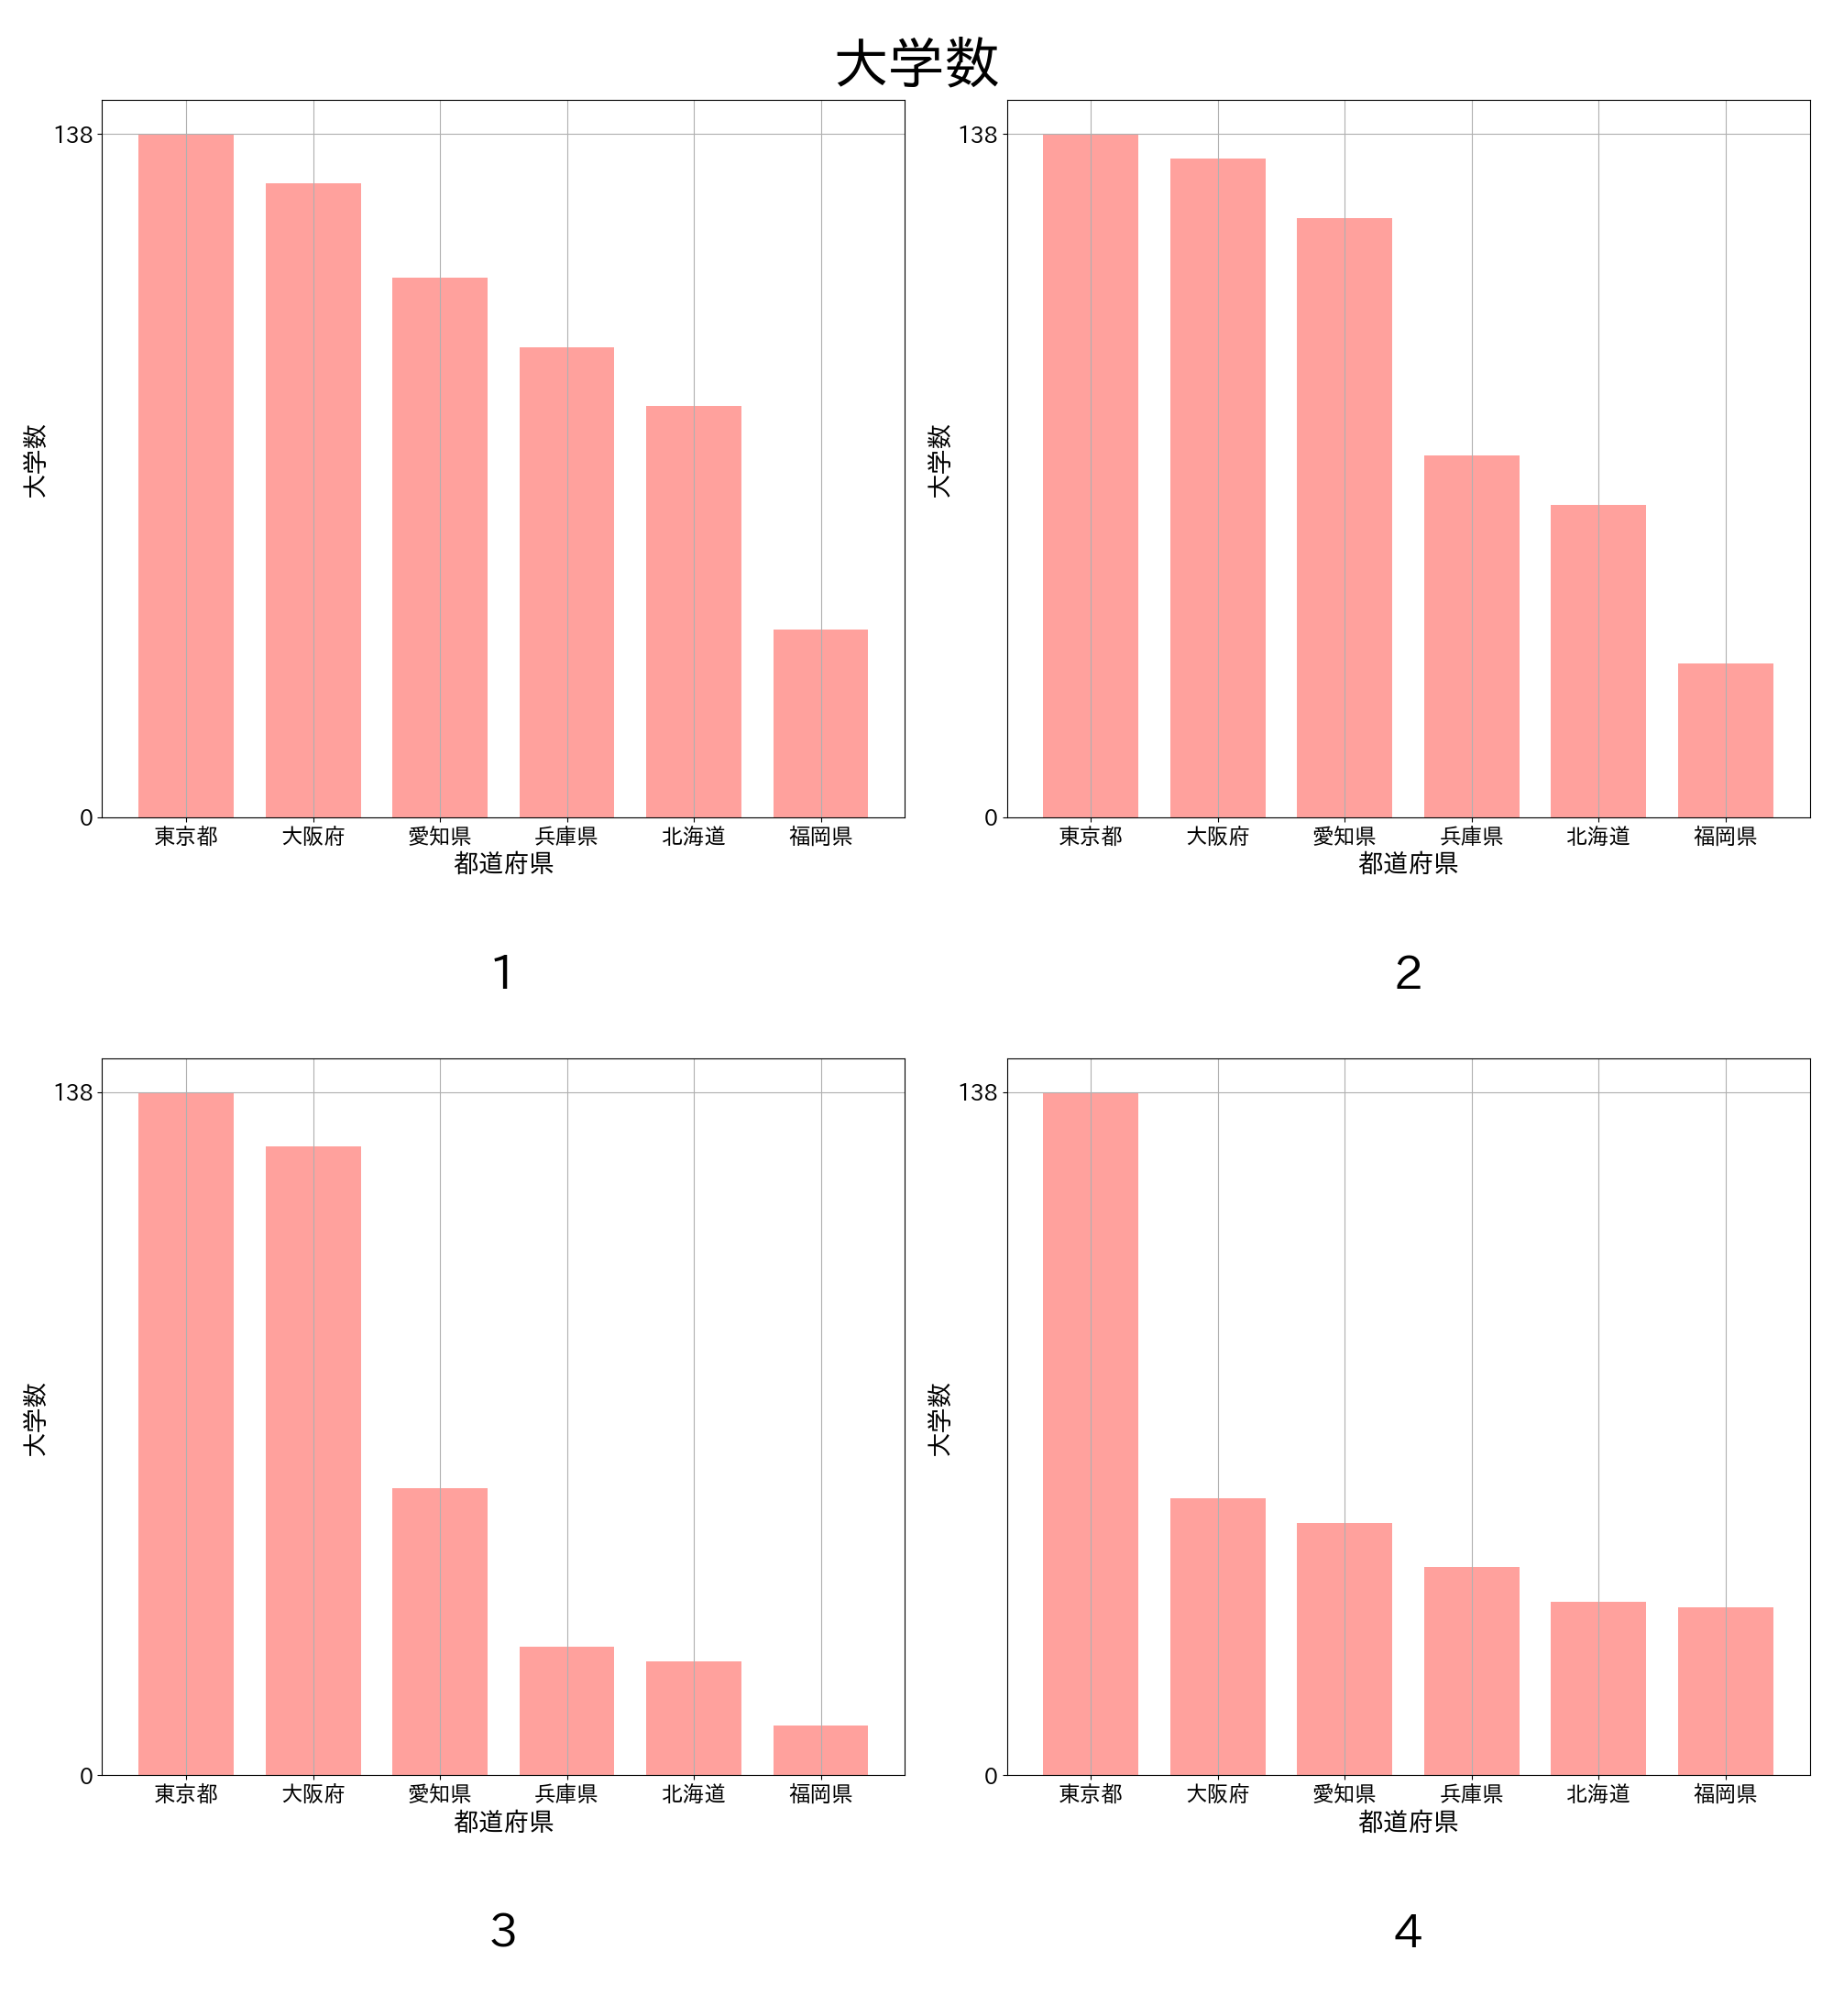 大学数
138
0
大学数
東京都 大阪府 愛知県 兵庫県 北海道 福岡県
都道府県
1
138
0
大学数
東京都 大阪府 愛知県 兵庫県 北海道 福岡県
都道府県
2
138
0
大学数
東京都 大阪府 愛知県 兵庫県 北海道 福岡県
都道府県
3
138
0
大学数
東京都 大阪府 愛知県 兵庫県 北海道 福岡県
都道府県
4